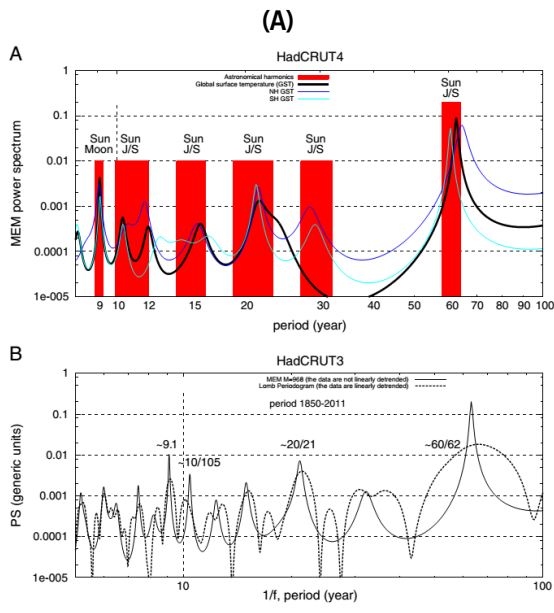 (A)
A
HadCRUT4
Astronomical harmonics
Global surface temperature (GST)
NH GST
SH GST
Sun
Moon
Sun
J/S
Sun
J/S
Sun
J/S
Sun
J/S
Sun
J/S
MEM power spectrum
1
0.1
0.01
0.001
0.0001
1e-005
9 10 12 15 20 30 40 50 60 70 80 90 100
period (year)
B
HadCRUT3
MEM M=968 (the data are not linearly detrended)
Lomb Periodogram (the data are not linearly detrended)
period 1850-2011
~9.1
~10/105
~20/21
~60/62
PS (generic units)
1
0.1
0.01
0.001
0.0001
1e-005
10 100
1/f, period (year)